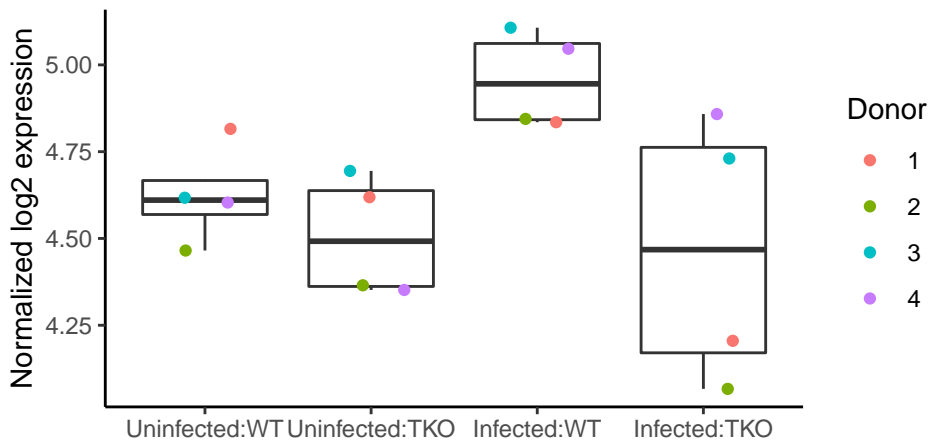 Normalized log2 expression
5.00
4.75
4.50
4.25
Uninfected:WT Uninfected:TKO Infected:WT Infected:TKO
Donor
1
2
3
4